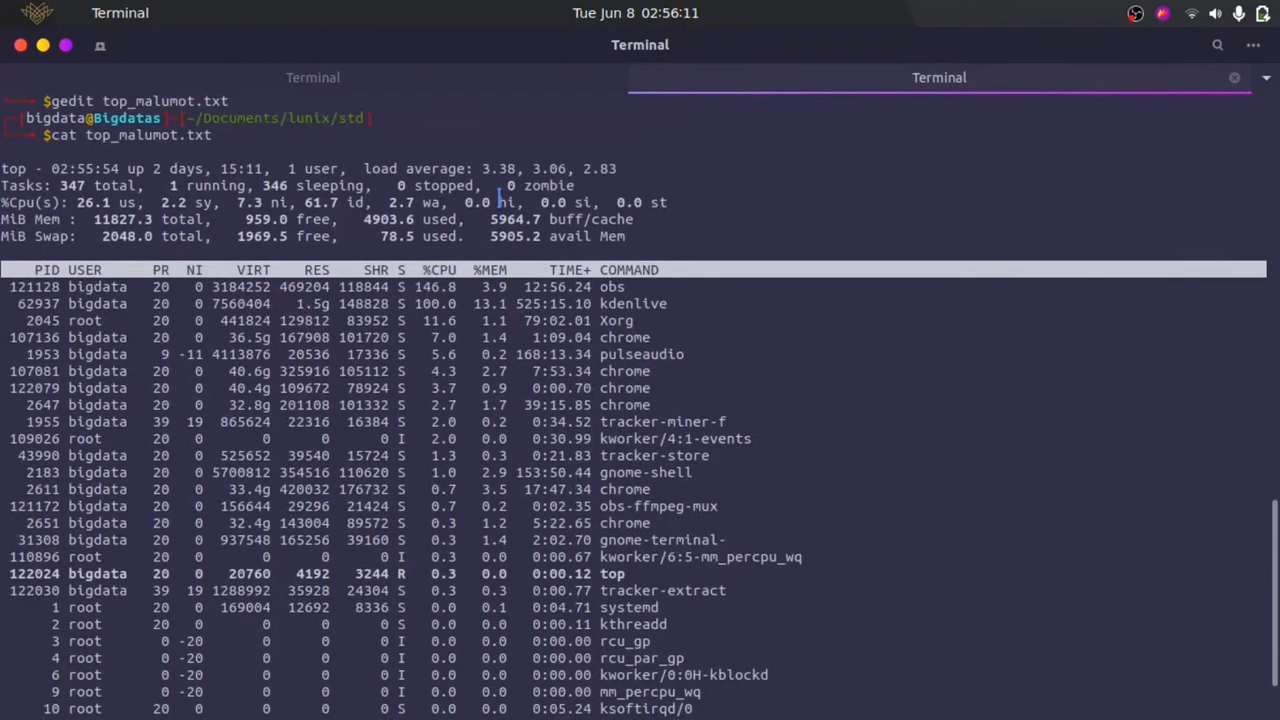 Terminal
Tue Jun 8 02:56:11
Terminal
Terminal
Terminal
$gedit top_malumot.txt
[bigdata@Bigdatas]-[~/Documents/lunix/std]
$cat top_malumot.txt
top - 02:55:54 up 2 days, 15:11, 1 user, load average: 3.38, 3.06, 2.83
Tasks: 347 total, 1 running, 346 sleeping, 0 stopped, 0 zombie
%Cpu(s): 26.1 us, 2.2 sy, 7.3 ni, 61.7 id, 2.7 wa, 0.0 hi, 0.0 si, 0.0 st
MiB Mem : 11827.3 total, 959.0 free, 4903.6 used, 5964.7 buff/cache
MiB Swap: 2048.0 total, 1969.5 free, 78.5 used. 5905.2 avail Mem
PID USER PR NI VIRT RES SHR S %CPU %MEM TIME+ COMMAND
121128 bigdata 20 0 3184252 469204 118844 S 146.8 3.9 12:56.24 obs
62937 bigdata 20 0 7560404 1.5g 148828 S 100.0 13.1 525:15.10 kdenlive
2045 root 20 0 441824 129812 83952 S 11.6 1.1 79:02.01 Xorg
107136 bigdata 20 0 36.5g 167908 101720 S 7.0 1.4 1:09.04 chrome
1953 bigdata 9 -11 4113876 20536 17336 S 5.6 0.2 168:13.34 pulseaudio
107081 bigdata 20 0 40.6g 325916 105112 S 4.3 2.7 7:53.34 chrome
122079 bigdata 20 0 40.4g 109672 78924 S 3.7 0.9 0:00.70 chrome
2647 bigdata 20 0 32.8g 201108 101332 S 2.7 1.7 39:15.85 chrome
1955 bigdata 39 19 865624 22316 16384 S 2.0 0.2 0:34.52 tracker-miner-f
109026 root 20 0 0 0 0 I 2.0 0.0 0:30.99 kworker/4:1-events
43990 bigdata 20 0 525652 39540 15724 S 1.3 0.3 0:21.83 tracker-store
2183 bigdata 20 0 5700812 354516 110620 S 1.0 2.9 153:50.44 gnome-shell
2611 bigdata 20 0 33.4g 420032 176732 S 0.7 3.5 17:47.34 chrome
121172 bigdata 20 0 156644 29248 20296 S 0.7 0.2 0:02.35 obs-ffmpeg-mux
2651 bigdata 20 0 32.4g 143004 89572 S 0.3 1.2 5:22.65 chrome
31308 bigdata 20 0 937548 165256 39160 S 0.3 1.4 2:02.70 gnome-terminal-
110896 root 20 0 0 0 0 I 0.3 0.0 0:00.67 kworker/6:5-mm_percpu_wq
122024 bigdata 20 0 20760 4192 3244 R 0.3 0.0 0:00.12 top
122030 bigdata 39 19 1288992 35928 24304 S 0.3 0.3 0:00.77 tracker-extract
1 root 20 0 169004 12692 8336 S 0.0 0.1 0:04.71 systemd
2 root 20 0 0 0 0 S 0.0 0.0 0:00.11 kthreadd
3 root 0 -20 0 0 0 I 0.0 0.0 0:00.00 rcu_gp
4 root 0 -20 0 0 0 I 0.0 0.0 0:00.00 rcu_par_gp
6 root 0 -20 0 0 0 I 0.0 0.0 0:00.00 kworker/0:0H-kblockd
9 root 0 -20 0 0 0 I 0.0 0.0 0:00.00 mm_percpu_wq
10 root 20 0 0 0 0 S 0.0 0.0 0:05.24 ksoftirqd/0